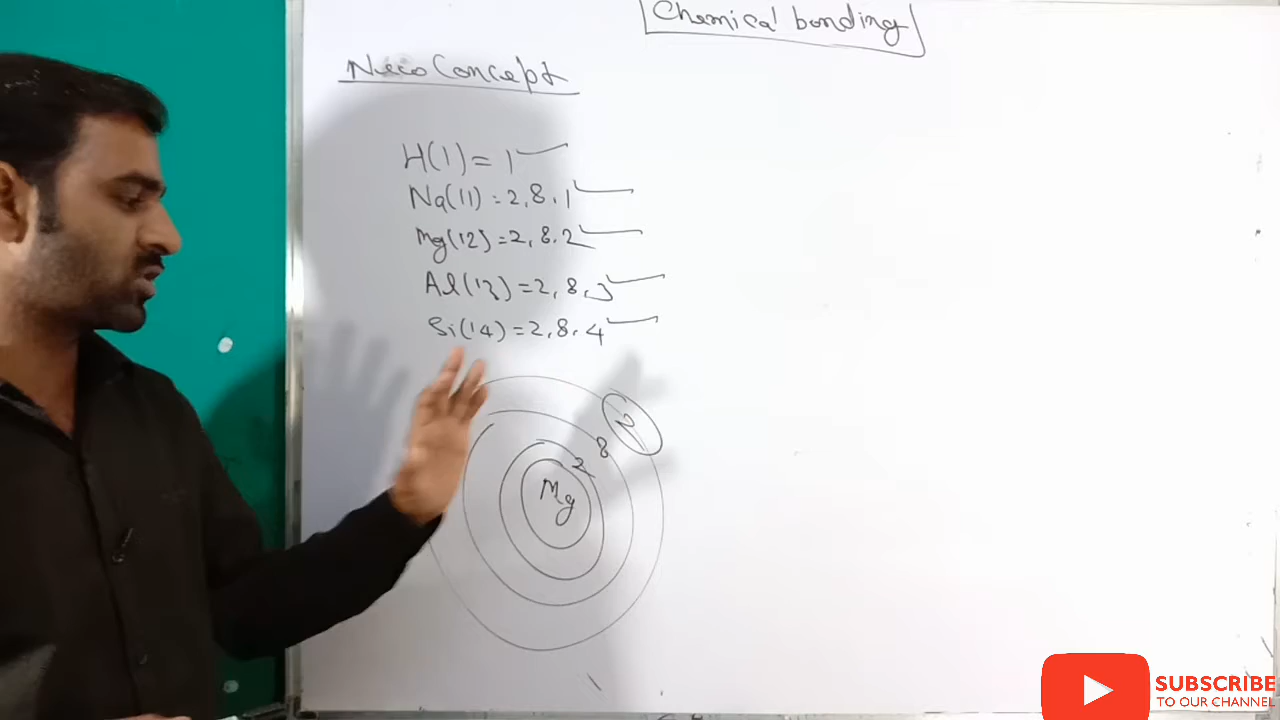 Chemical bonding
Concept
H(1) = 1
Na(11) = 2, 8, 1
Mg(12) = 2, 8, 2
Al(13) = 2, 8, 3
Si(14) = 2, 8, 4
2
8
2
Mg
SUBSCRIBE
TO OUR CHANNEL